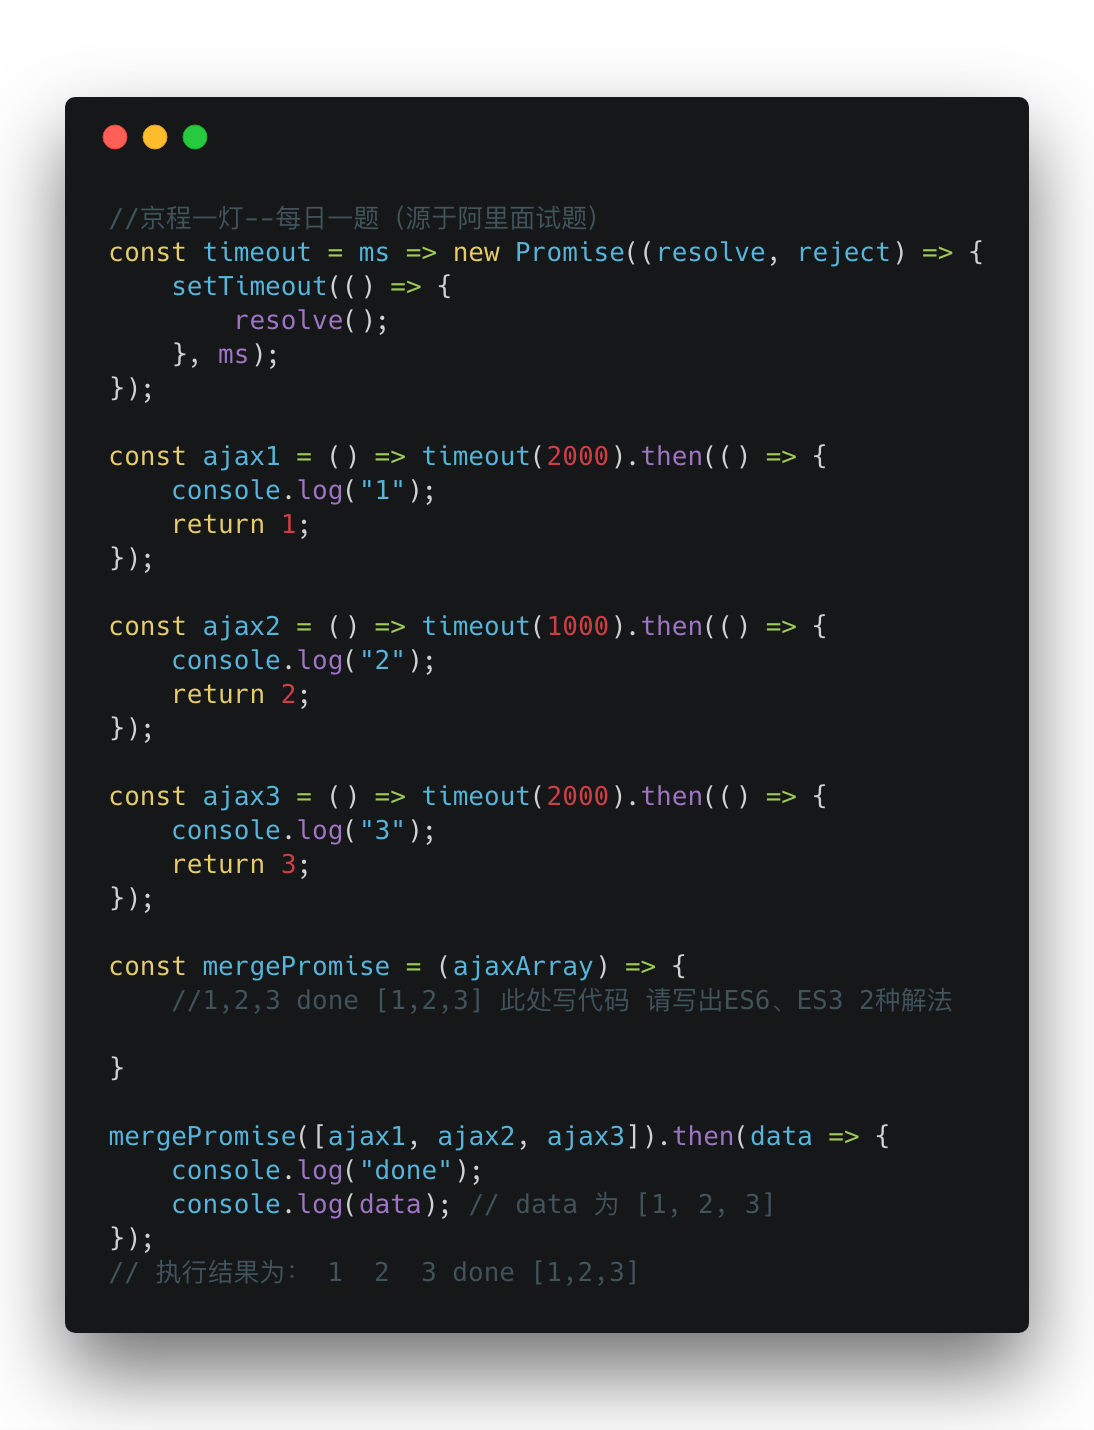 //京程一灯--每日一题（源于阿里面试题）
const timeout = ms => new Promise((resolve, reject) => {
    setTimeout(() => {
        resolve();
    }, ms);
});

const ajax1 = () => timeout(2000).then(() => {
    console.log("1");
    return 1;
});

const ajax2 = () => timeout(1000).then(() => {
    console.log("2");
    return 2;
});

const ajax3 = () => timeout(2000).then(() => {
    console.log("3");
    return 3;
});

const mergePromise = (ajaxArray) => {
    //1,2,3 done [1,2,3] 此处写代码 请写出ES6、ES3 2种解法

}

mergePromise([ajax1, ajax2, ajax3]).then(data => {
    console.log("done");
    console.log(data); // data 为 [1, 2, 3]
});
// 执行结果为： 1  2  3 done [1,2,3]